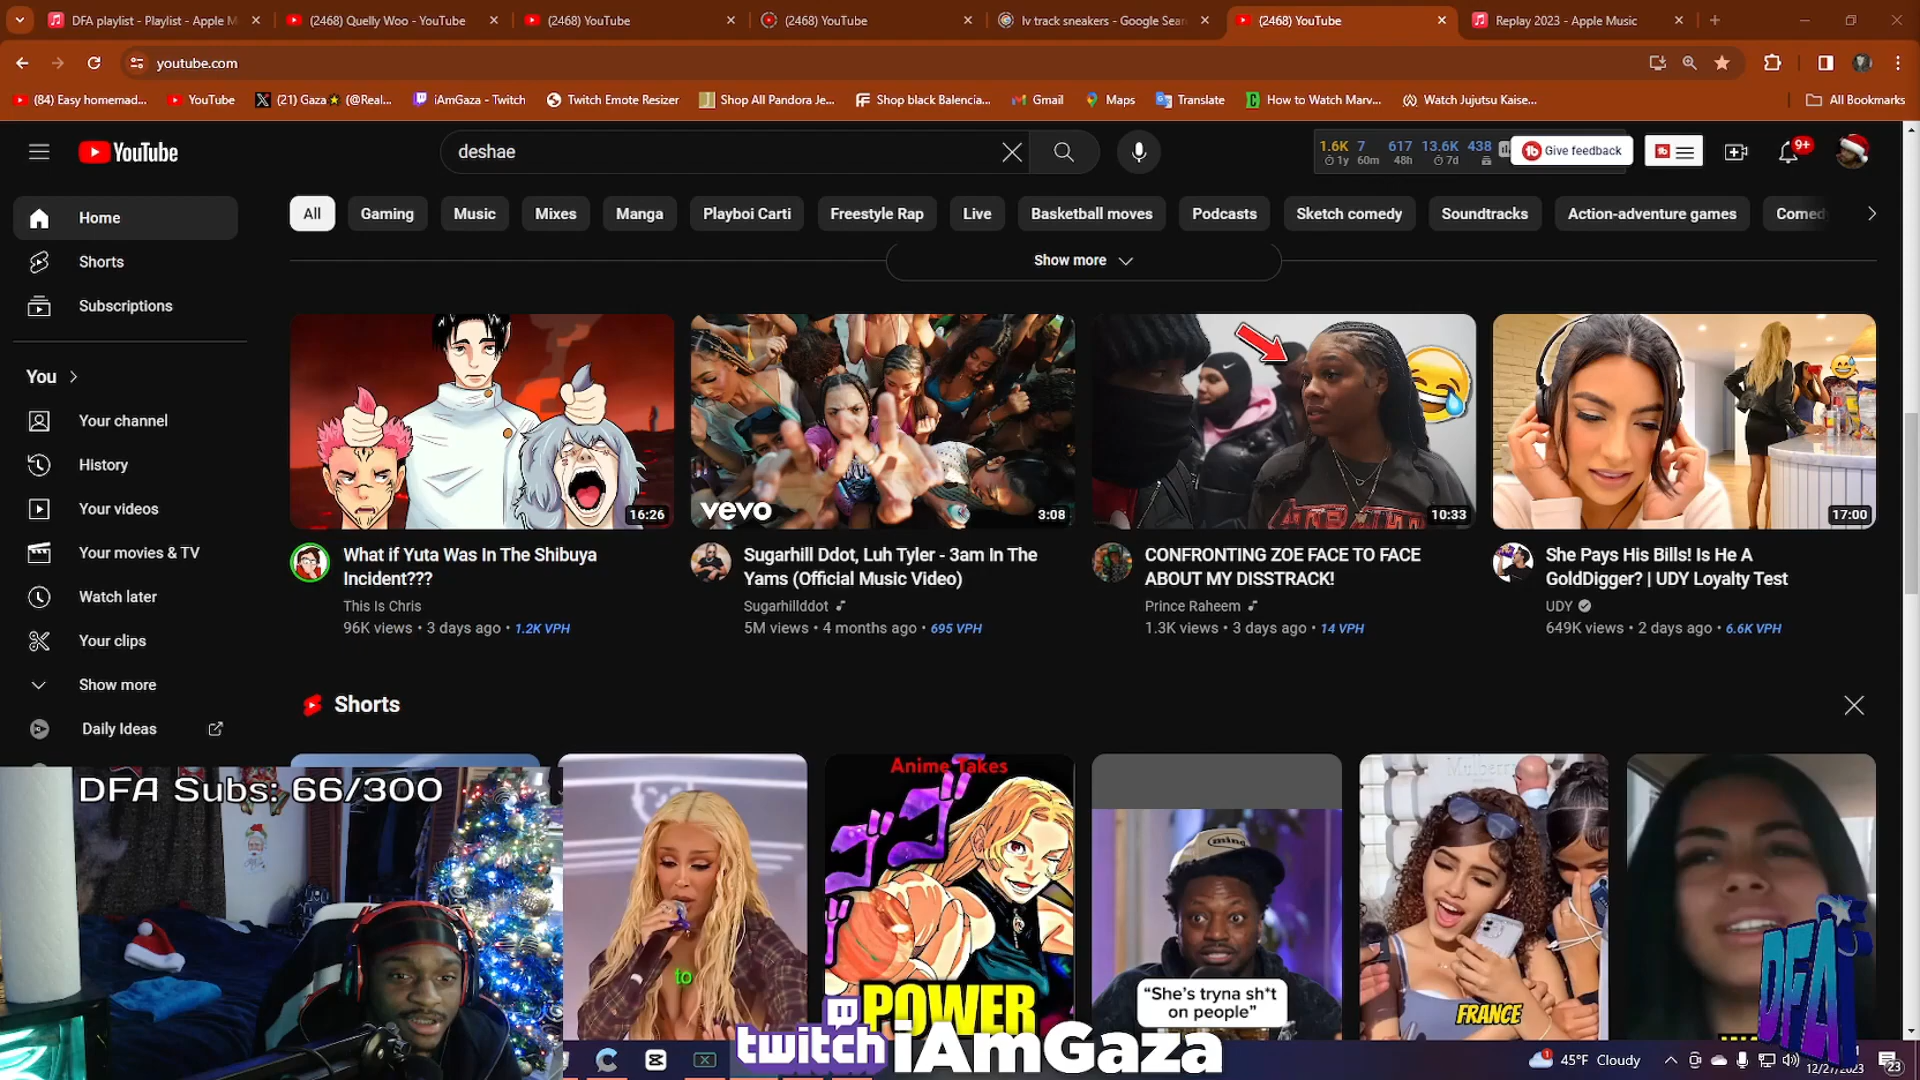 DFA playlist - Playlist - Apple M
(2468) Quelly Woo - YouTube
(2468) YouTube
(2468) YouTube
lv track sneakers - Google Sear
(2468) YouTube
Replay 2023 - Apple Music
youtube.com
(84) Easy homemad...
YouTube
(21) Gaza★ (@Real...
iAmGaza - Twitch
Twitch Emote Resizer
Shop All Pandora Je...
Shop black Balencia...
Gmail
Maps
Translate
How to Watch Marv...
Watch Jujutsu Kaise...
All Bookmarks
YouTube
deshae
1.6K 7 617 13.6K 438
1y 60m 48h 7d
Give feedback
9+
Home
Shorts
Subscriptions
You
Your channel
History
Your videos
Your movies & TV
Watch later
Your clips
Show more
Daily Ideas
All
Gaming
Music
Mixes
Manga
Playboi Carti
Freestyle Rap
Live
Basketball moves
Podcasts
Sketch comedy
Soundtracks
Action-adventure games
Comedy
Show more
16:26
What if Yuta Was In The Shibuya
Incident???
This Is Chris
96K views • 3 days ago • 1.2K VPH
vevo
3:08
Sugarhill Ddot, Luh Tyler - 3am In The
Yams (Official Music Video)
Sugarhillddot
5M views • 4 months ago • 695 VPH
10:33
CONFRONTING ZOE FACE TO FACE
ABOUT MY DISSTRACK!
Prince Raheem
1.3K views • 3 days ago • 14 VPH
17:00
She Pays His Bills! Is He A
GoldDigger? | UDY Loyalty Test
UDY
649K views • 2 days ago • 6.6K VPH
Shorts
DFA Subs: 66/300
to
Anime Takes
POWER
"She's tryna sh*t
on people"
FRANCE
DFA
twitch iAmGaza
45°F Cloudy
12/27/2023
23